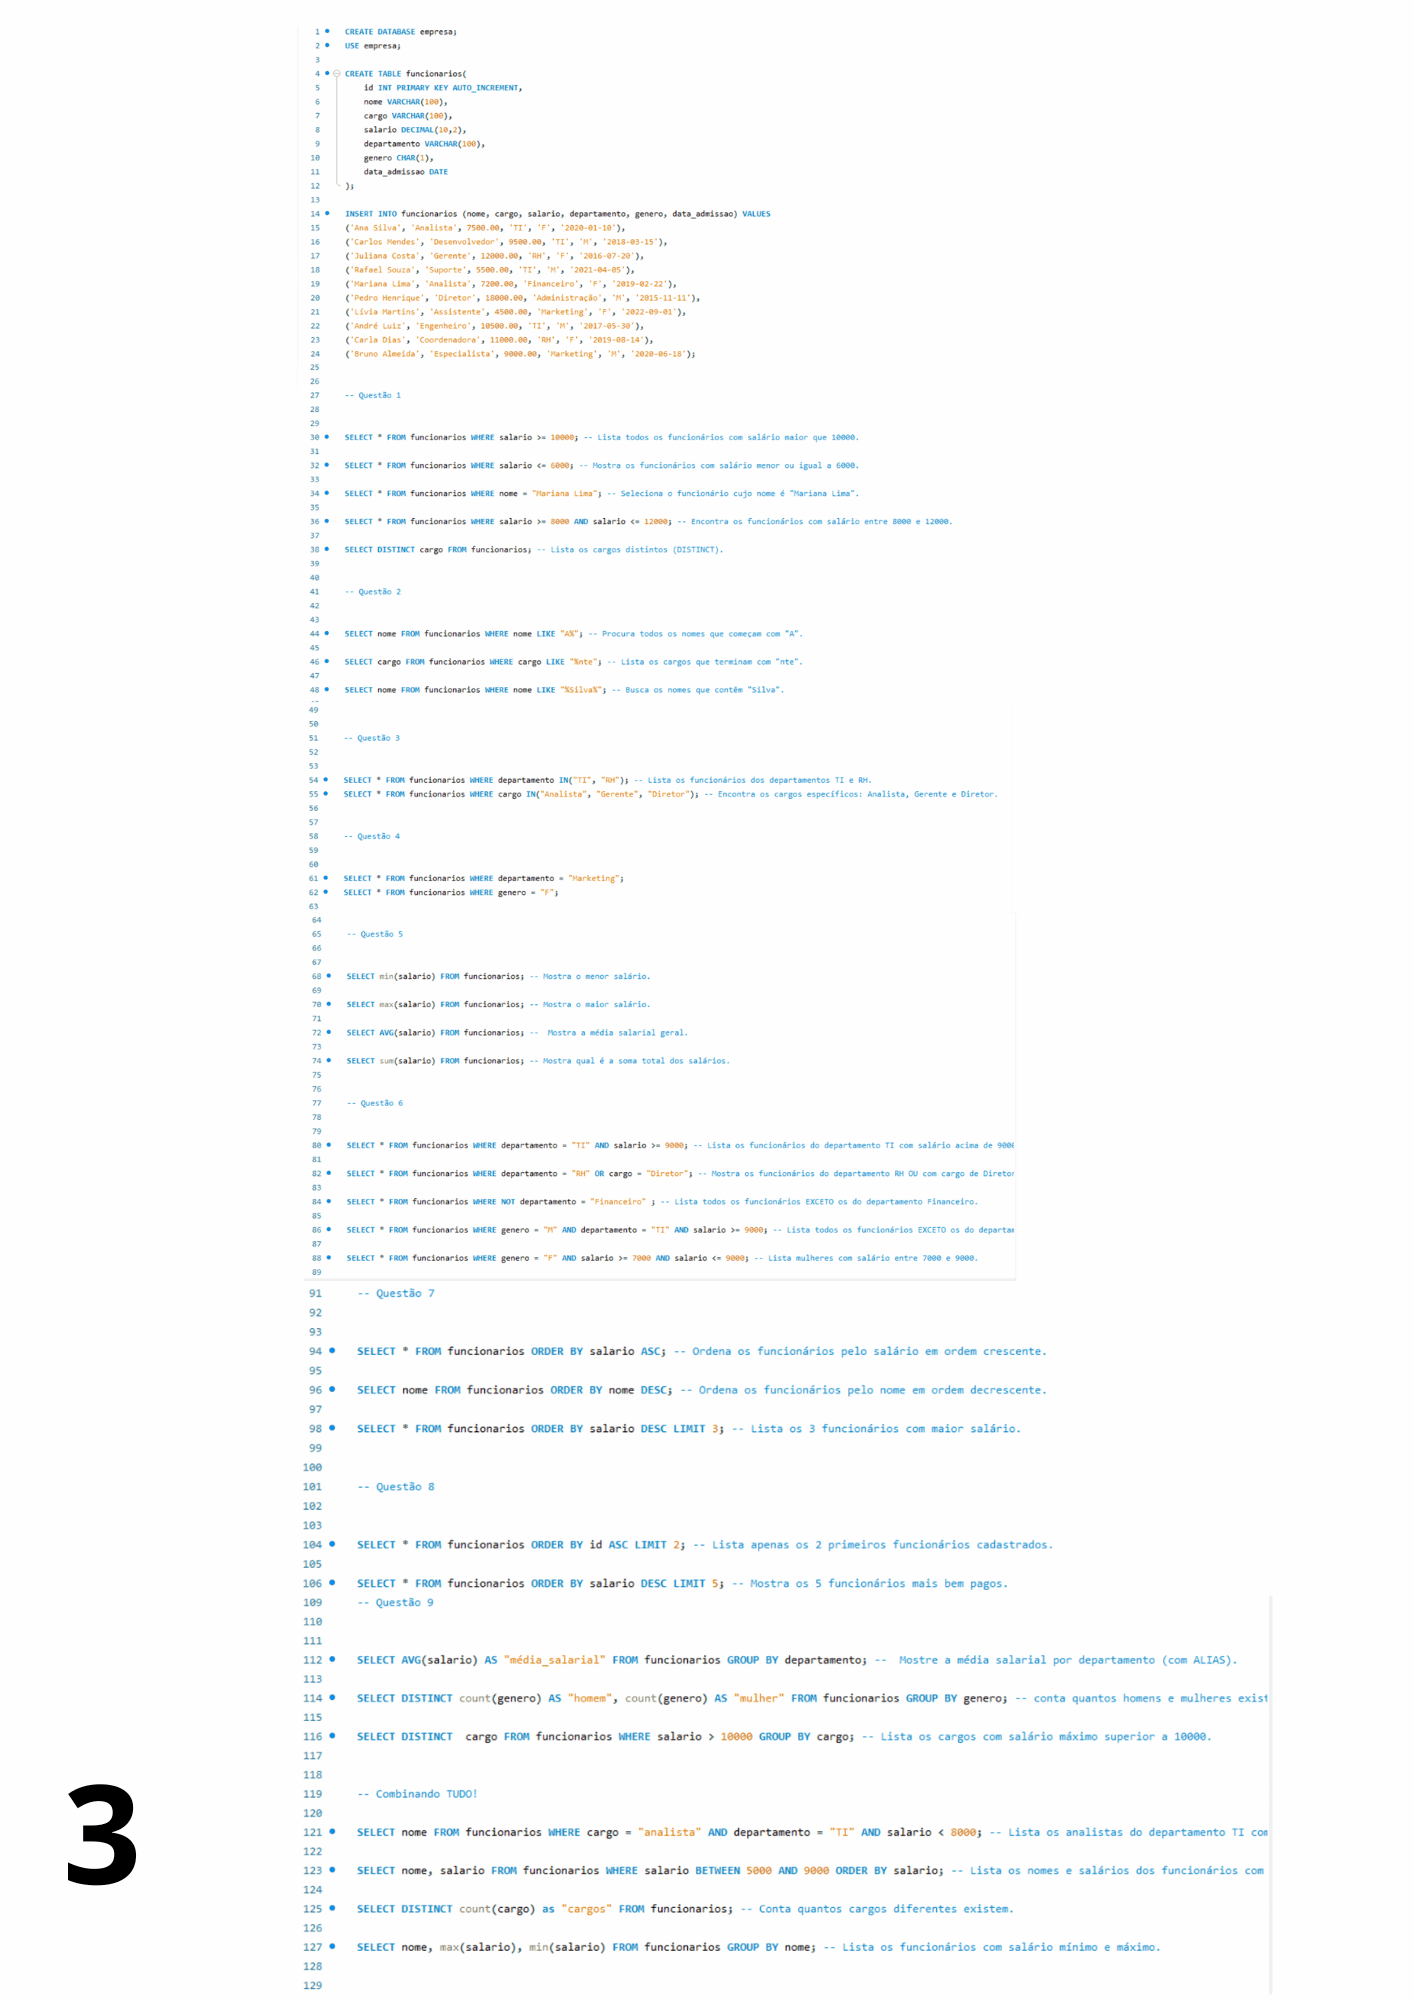 1 CREATE DATABASE empresa;
2 USE empresa;
3
4 CREATE TABLE funcionarios(
5 id INT PRIMARY KEY AUTO_INCREMENT,
6 nome VARCHAR(100),
7 cargo VARCHAR(100),
8 salario DECIMAL(10,2),
9 departamento VARCHAR(100),
10 genero CHAR(1),
11 data_admissao DATE
12 );
13
14 INSERT INTO funcionarios (nome, cargo, salario, departamento, genero, data_admissao) VALUES
15 ('Ana Silva', 'Analista', 7500.00, 'TI', 'F', '2020-01-10'),
16 ('Carlos Mendes', 'Desenvolvedor', 9500.00, 'TI', 'M', '2018-03-15'),
17 ('Juliana Costa', 'Gerente', 12000.00, 'RH', 'F', '2016-07-20'),
18 ('Rafael Souza', 'Suporte', 5500.00, 'TI', 'M', '2021-04-05'),
19 ('Mariana Lima', 'Analista', 7200.00, 'Financeiro', 'F', '2019-02-22'),
20 ('Pedro Henrique', 'Diretor', 18000.00, 'Administração', 'M', '2015-11-11'),
21 ('Lívia Martins', 'Assistente', 4500.00, 'Marketing', 'F', '2022-09-01'),
22 ('André Luiz', 'Engenheiro', 10500.00, 'TI', 'M', '2017-05-30'),
23 ('Carla Dias', 'Coordenadora', 11000.00, 'RH', 'F', '2019-08-14'),
24 ('Bruno Almeida', 'Especialista', 9000.00, 'Marketing', 'M', '2020-06-18');
25
26
27 -- Questão 1
28
29
30 SELECT * FROM funcionarios WHERE salario >= 10000; -- Lista todos os funcionários com salário maior que 10000.
31
32 SELECT * FROM funcionarios WHERE salario <= 6000; -- Mostra os funcionários com salário menor ou igual a 6000.
33
34 SELECT * FROM funcionarios WHERE nome = "Mariana Lima"; -- Seleciona o funcionário cujo nome é "Mariana Lima".
35
36 SELECT * FROM funcionarios WHERE salario >= 8000 AND salario <= 12000; -- Encontra os funcionários com salário entre 8000 e 12000.
37
38 SELECT DISTINCT cargo FROM funcionarios; -- Lista os cargos distintos (DISTINCT).
39
40
41 -- Questão 2
42
43
44 SELECT nome FROM funcionarios WHERE nome LIKE "A%"; -- Procura todos os nomes que começam com "A".
45
46 SELECT cargo FROM funcionarios WHERE cargo LIKE "%nte"; -- Lista os cargos que terminam com "nte".
47
48 SELECT nome FROM funcionarios WHERE nome LIKE "%Silva%"; -- Busca os nomes que contêm "Silva".
49
50
51 -- Questão 3
52
53
54 SELECT * FROM funcionarios WHERE departamento IN("TI", "RH"); -- Lista os funcionários dos departamentos TI e RH.
55 SELECT * FROM funcionarios WHERE cargo IN("Analista", "Gerente", "Diretor"); -- Encontra os cargos específicos: Analista, Gerente e Diretor.
56
57
58 -- Questão 4
59
60
61 SELECT * FROM funcionarios WHERE departamento = "Marketing";
62 SELECT * FROM funcionarios WHERE genero = "F";
63
64
65 -- Questão 5
66
67
68 SELECT min(salario) FROM funcionarios; -- Mostra o menor salário.
69
70 SELECT max(salario) FROM funcionarios; -- Mostra o maior salário.
71
72 SELECT AVG(salario) FROM funcionarios; -- Mostra a média salarial geral.
73
74 SELECT sum(salario) FROM funcionarios; -- Mostra qual é a soma total dos salários.
75
76
77 -- Questão 6
78
79
80 SELECT * FROM funcionarios WHERE departamento = "TI" AND salario >= 9000; -- Lista os funcionários do departamento TI com salário acima de 9000
81
82 SELECT * FROM funcionarios WHERE departamento = "RH" OR cargo = "Diretor"; -- Mostra os funcionários do departamento RH OU com cargo de Diretor
83
84 SELECT * FROM funcionarios WHERE NOT departamento = "Financeiro" ; -- Lista todos os funcionários EXCETO os do departamento Financeiro.
85
86 SELECT * FROM funcionarios WHERE genero = "M" AND departamento = "TI" AND salario >= 9000; -- Lista todos os funcionários EXCETO os do departam
87
88 SELECT * FROM funcionarios WHERE genero = "F" AND salario >= 7000 AND salario <= 9000; -- Lista mulheres com salário entre 7000 e 9000.
89
91 -- Questão 7
92
93
94 SELECT * FROM funcionarios ORDER BY salario ASC; -- Ordena os funcionários pelo salário em ordem crescente.
95
96 SELECT nome FROM funcionarios ORDER BY nome DESC; -- Ordena os funcionários pelo nome em ordem decrescente.
97
98 SELECT * FROM funcionarios ORDER BY salario DESC LIMIT 3; -- Lista os 3 funcionários com maior salário.
99
100
101 -- Questão 8
102
103
104 SELECT * FROM funcionarios ORDER BY id ASC LIMIT 2; -- Lista apenas os 2 primeiros funcionários cadastrados.
105
106 SELECT * FROM funcionarios ORDER BY salario DESC LIMIT 5; -- Mostra os 5 funcionários mais bem pagos.
109 -- Questão 9
110
111
112 SELECT AVG(salario) AS "média_salarial" FROM funcionarios GROUP BY departamento; -- Mostre a média salarial por departamento (com ALIAS).
113
114 SELECT DISTINCT count(genero) AS "homem", count(genero) AS "mulher" FROM funcionarios GROUP BY genero; -- conta quantos homens e mulheres exist
115
116 SELECT DISTINCT cargo FROM funcionarios WHERE salario > 10000 GROUP BY cargo; -- Lista os cargos com salário máximo superior a 10000.
117
118
119 -- Combinando TUDO!
120
121 SELECT nome FROM funcionarios WHERE cargo = "analista" AND departamento = "TI" AND salario < 8000; -- Lista os analistas do departamento TI com
122
123 SELECT nome, salario FROM funcionarios WHERE salario BETWEEN 5000 AND 9000 ORDER BY salario; -- Lista os nomes e salários dos funcionários com
124
125 SELECT DISTINCT count(cargo) as "cargos" FROM funcionarios; -- Conta quantos cargos diferentes existem.
126
127 SELECT nome, max(salario), min(salario) FROM funcionarios GROUP BY nome; -- Lista os funcionários com salário mínimo e máximo.
128
129
3